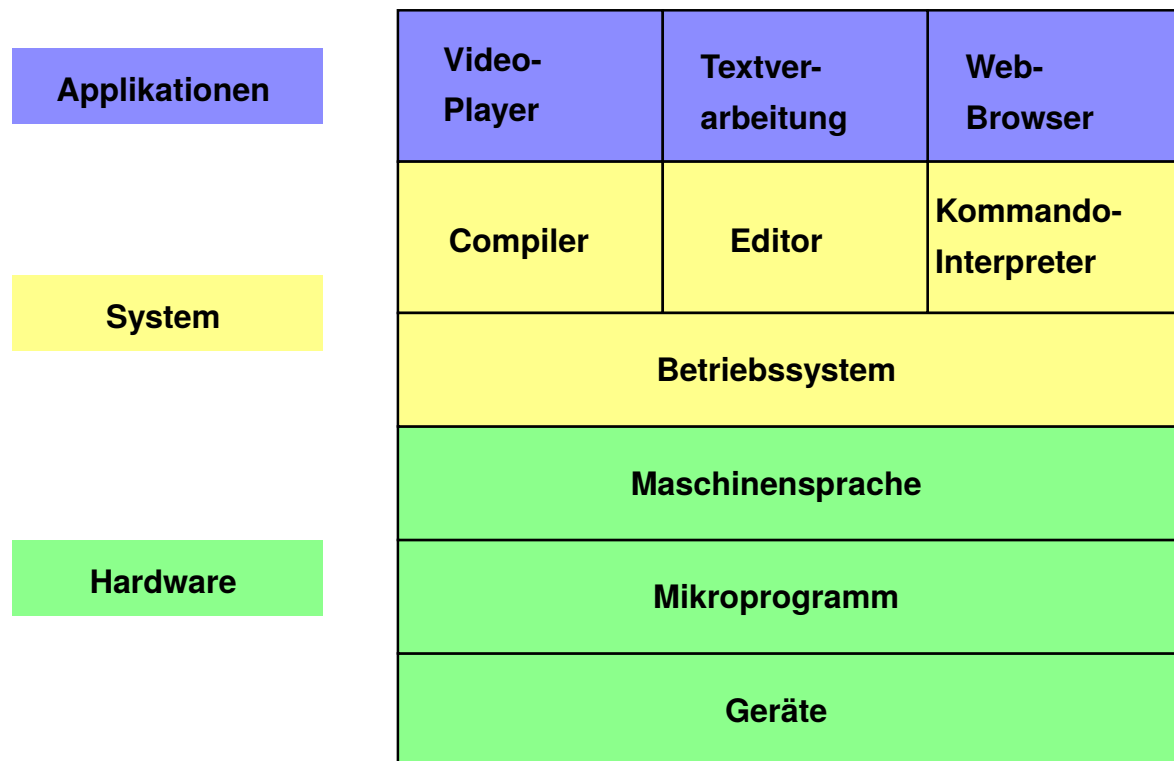 Applikationen
Video-
Player
Textver-
arbeitung
Web-
Browser
System
Compiler
Editor
Kommando-
Interpreter
Betriebssystem
Hardware
Maschinensprache
Mikroprogramm
Geräte